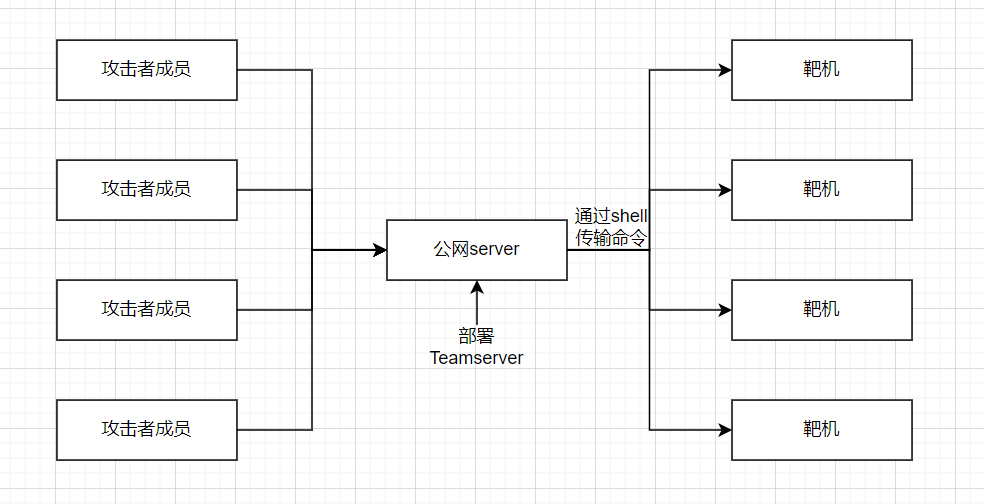 攻击者成员
攻击者成员
攻击者成员
攻击者成员
公网server
部署
Teamserver
通过shell
传输命令
靶机
靶机
靶机
靶机